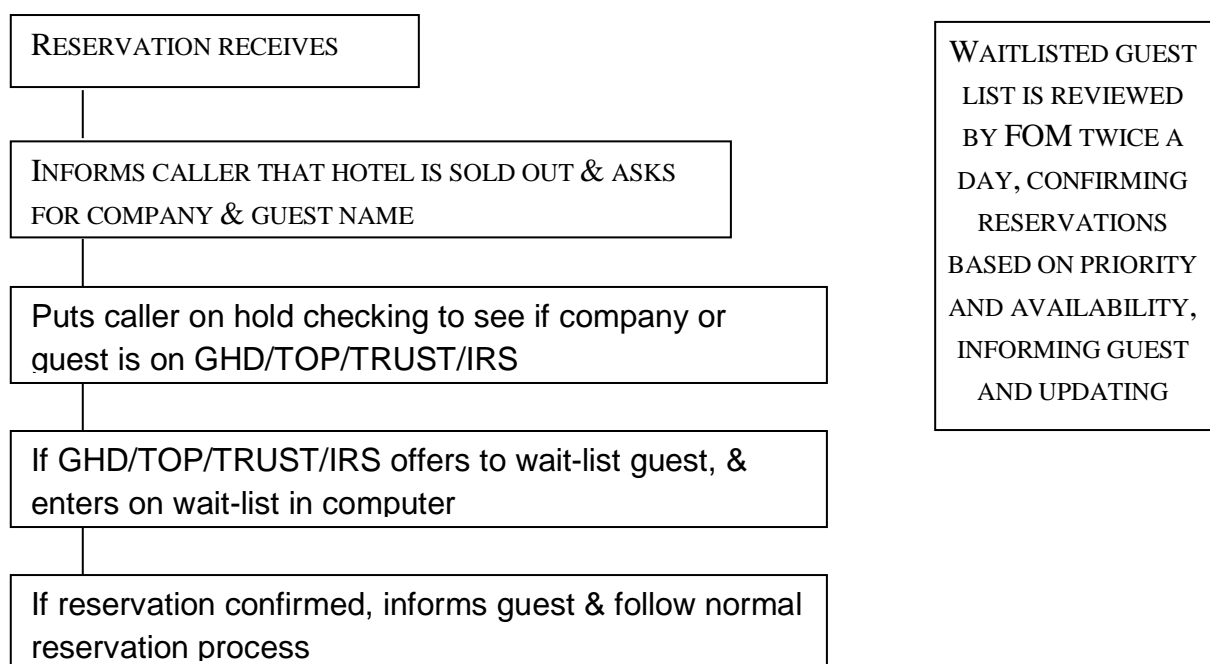 RESERVATION RECEIVES
INFORMS CALLER THAT HOTEL IS SOLD OUT & ASKS
FOR COMPANY & GUEST NAME
Puts caller on hold checking to see if company or
guest is on GHD/TOP/TRUST/IRS
If GHD/TOP/TRUST/IRS offers to wait-list guest, &
enters on wait-list in computer
If reservation confirmed, informs guest & follow normal
reservation process
WAITLISTED GUEST
LIST IS REVIEWED
BY FOM TWICE A
DAY, CONFIRMING
RESERVATIONS
BASED ON PRIORITY
AND AVAILABILITY,
INFORMING GUEST
AND UPDATING